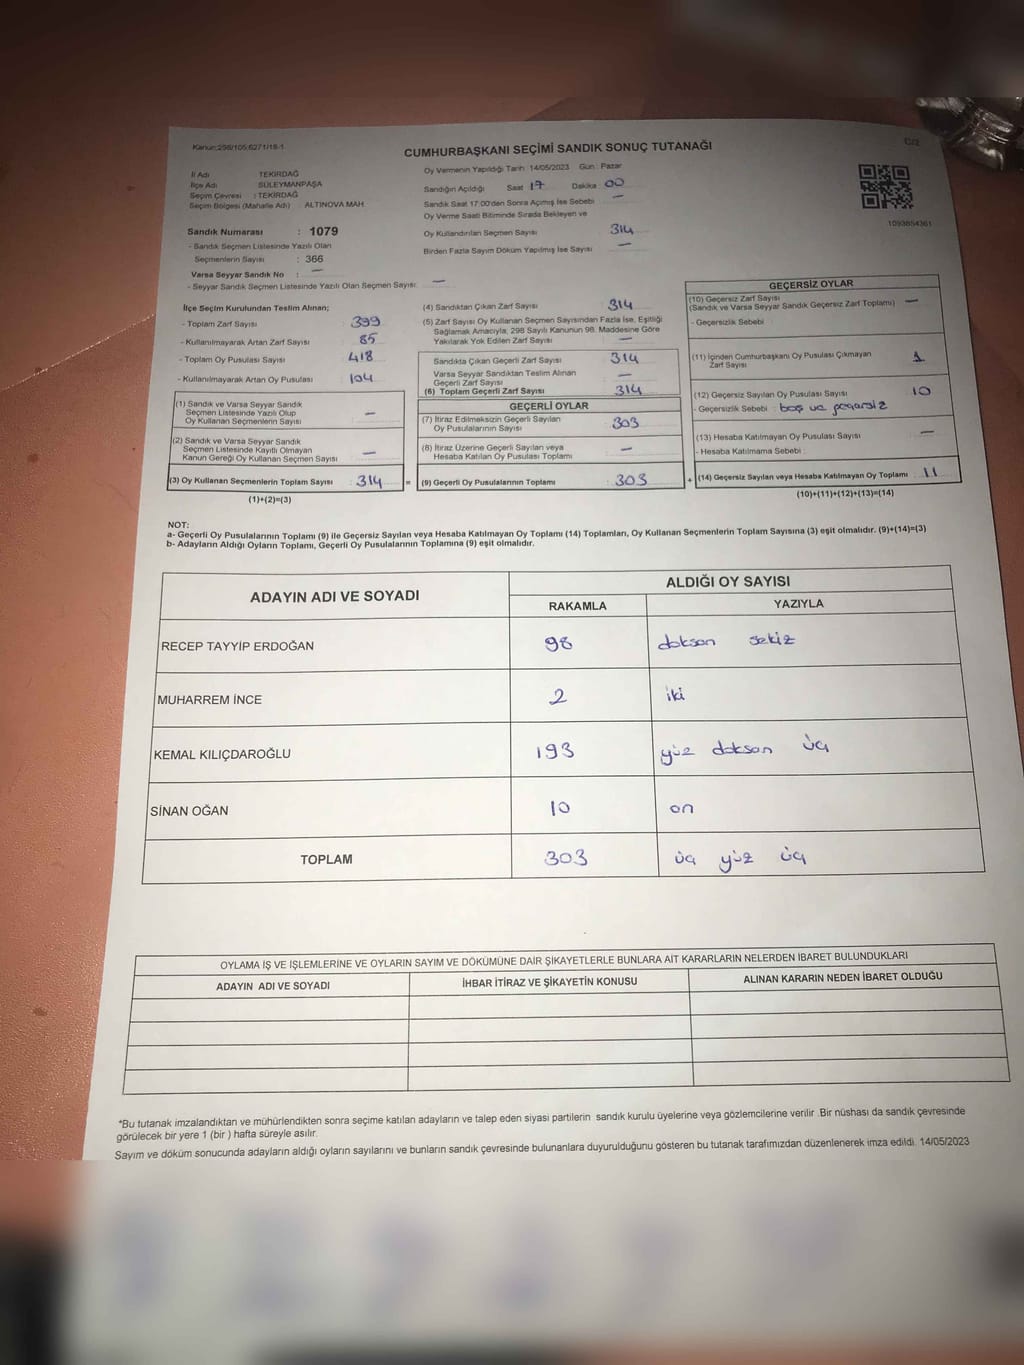 Kanun:298/105;6271/18-1
C/2
CUMHURBAŞKANI SEÇİMİ SANDIK SONUÇ TUTANAĞI
İl Adı TEKİRDAĞ
İlçe Adı SÜLEYMANPAŞA
Seçim Çevresi : TEKİRDAĞ
Seçim Bölgesi (Mahalle Adı) : ALTINOVA MAH
Sandık Numarası : 1079
- Sandık Seçmen Listesinde Yazılı Olan
Seçmenlerin Sayısı : 366
Varsa Seyyar Sandık No : —
- Seyyar Sandık Seçmen Listesinde Yazılı Olan Seçmen Sayısı: —
Oy Vermenin Yapıldığı Tarih 14/05/2023 Gün : Pazar
Sandığın Açıldığı Saat 17 Dakika 00
Sandık Saat 17:00'den Sonra Açımış İse Sebebi —
Oy Verme Saati Bitiminde Sırada Bekleyen ve
Oy Kullandırılan Seçmen Sayısı 314
Birden Fazla Sayım Döküm Yapılmış İse Sayısı —
1093854361
İlçe Seçim Kurulundan Teslim Alınan;
- Toplam Zarf Sayısı 399
- Kullanılmayarak Artan Zarf Sayısı 85
- Toplam Oy Pusulası Sayısı 418
- Kullanılmayarak Artan Oy Pusulası 104
(1) Sandık ve Varsa Seyyar Sandık
Seçmen Listesinde Yazılı Olup
Oy Kullanan Seçmen Sayısı —
(2) Sandık ve Varsa Seyyar Sandık
Seçmen Listesinde Kayıtlı Olmayan
Kanun Gereği Oy Kullanan Seçmen Sayısı —
(3) Oy Kullanan Seçmenlerin Toplam Sayısı : 314 =
(1)+(2)=(3)
(4) Sandıktan Çıkan Zarf Sayısı 314
(5) Zarf Sayısı Oy Kullanan Seçmen Sayısından Fazla İse, Eşitliği
Sağlamak Amacıyla, 298 Sayılı Kanunun 98. Maddesine Göre
Yakılarak Yok Edilen Zarf Sayısı —
Sandıkta Çıkan Geçerli Zarf Sayısı 314
Varsa Seyyar Sandıktan Teslim Alınan
Geçerli Zarf Sayısı —
(6) Toplam Geçerli Zarf Sayısı 314
GEÇERLİ OYLAR
(7) İtiraz Edilmeksizin Geçerli Sayılan
Oy Pusulalarının Sayısı 303
(8) İtiraz Üzerine Geçerli Sayılan veya
Hesaba Katılan Oy Pusulası Toplamı —
(9) Geçerli Oy Pusulalarının Toplamı : 303 +
GEÇERSİZ OYLAR
(10) Geçersiz Zarf Sayısı
(Sandık ve Varsa Seyyar Sandık Geçersiz Zarf Toplamı) —
- Geçersizlik Sebebi
(11) İçinden Cumhurbaşkanı Oy Pusulası Çıkmayan
Zarf Sayısı 1
(12) Geçersiz Sayılan Oy Pusulası Sayısı 10
- Geçersizlik Sebebi : boş ve
(13) Hesaba Katılmayan Oy Pusulası Sayısı —
- Hesaba Katılmama Sebebi :
(14) Geçersiz Sayılan veya Hesaba Katılmayan Oy Toplamı : 11
(10)+(11)+(12)+(13)=(14)
NOT:
a- Geçerli Oy Pusulalarının Toplamı (9) ile Geçersiz Sayılan veya Hesaba Katılmayan Oy Toplamı (14) Toplamları, Oy Kullanan Seçmenlerin Toplam Sayısına (3) eşit olmalıdır. (9)+(14)=(3)
b- Adayların Aldığı Oyların Toplamı, Geçerli Oy Pusulalarının Toplamına (9) eşit olmalıdır.
ADAYIN ADI VE SOYADI
ALDIĞI OY SAYISI
RAKAMLA YAZIYLA
RECEP TAYYİP ERDOĞAN 98 doksan sekiz
MUHARREM İNCE 2 iki
KEMAL KILIÇDAROĞLU 193 yüz doksan üç
SİNAN OĞAN 10 on
TOPLAM 303 üç yüz üç
OYLAMA İŞ VE İŞLEMLERİNE VE OYLARIN SAYIM VE DÖKÜMÜNE DAİR ŞİKAYETLERLE BUNLARA AİT KARARLARIN NELERDEN İBARET BULUNDUKLARI
ADAYIN ADI VE SOYADI İHBAR İTİRAZ VE ŞİKAYETİN KONUSU ALINAN KARARIN NEDEN İBARET OLDUĞU
*Bu tutanak imzalandıktan ve mühürlendikten sonra seçime katılan adayların ve talep eden siyasi partilerin sandık kurulu üyelerine veya gözlemcilerine verilir .Bir nüshası da sandık çevresinde
görülecek bir yere 1 (bir ) hafta süreyle asılır.
Sayım ve döküm sonucunda adayların aldığı oyların sayılarını ve bunların sandık çevresinde bulunanlara duyurulduğunu gösteren bu tutanak tarafımızdan düzenlenerek imza edildi. 14/05/2023